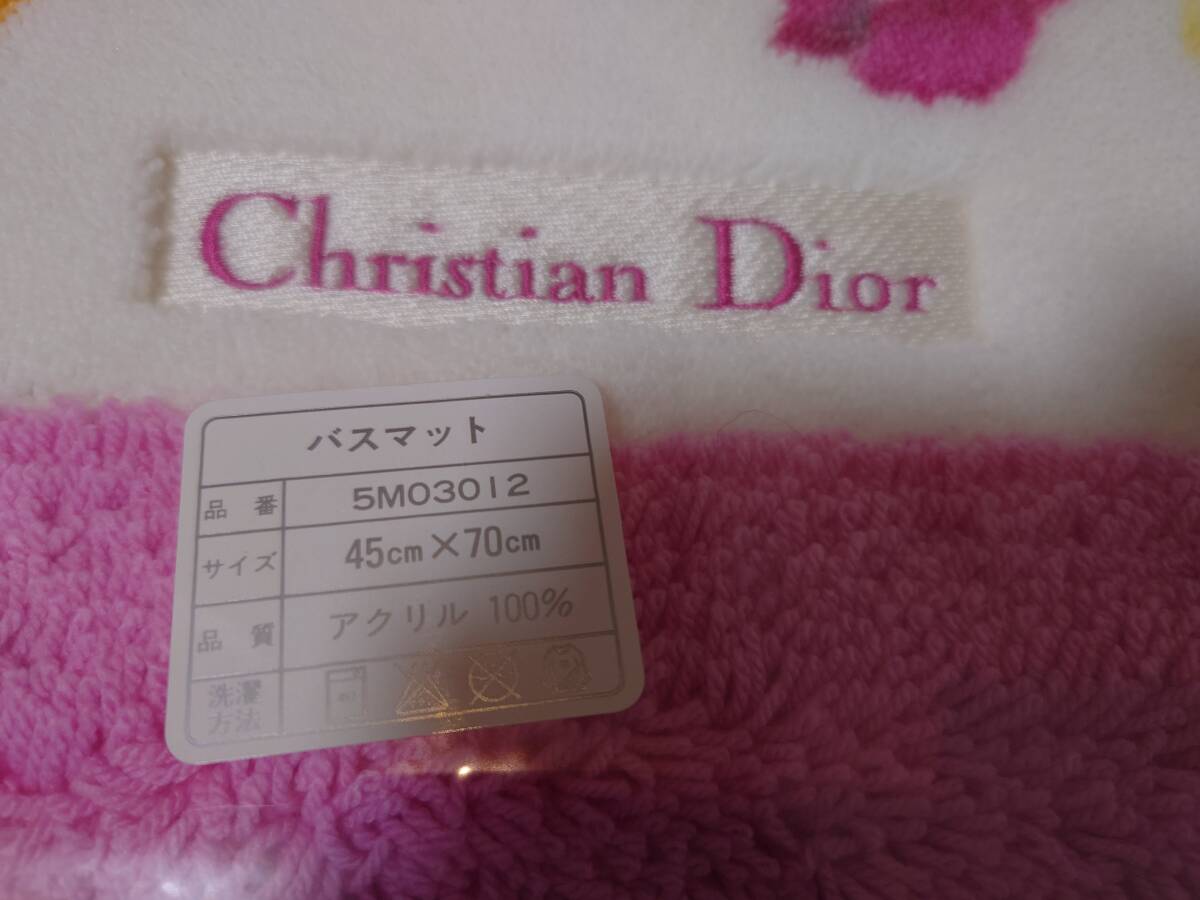 Christian Dior
バスマット
品 番 5M03012
サイズ 45cm×70cm
品 質 アクリル 100%
洗濯
方法